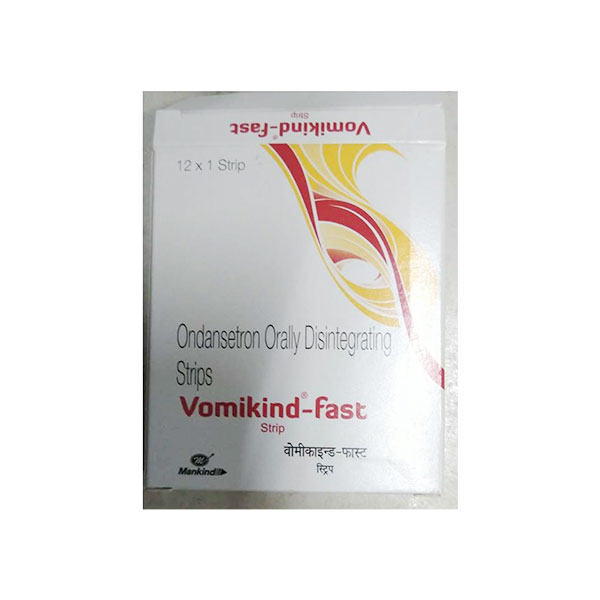 Vomikind-fast®
Strip
12 x 1 Strip
Ondansetron Orally Disintegrating
Strips
Vomikind®-fast
Strip
वोमीकाइन्ड-फास्ट
स्ट्रिप
M
Mankind